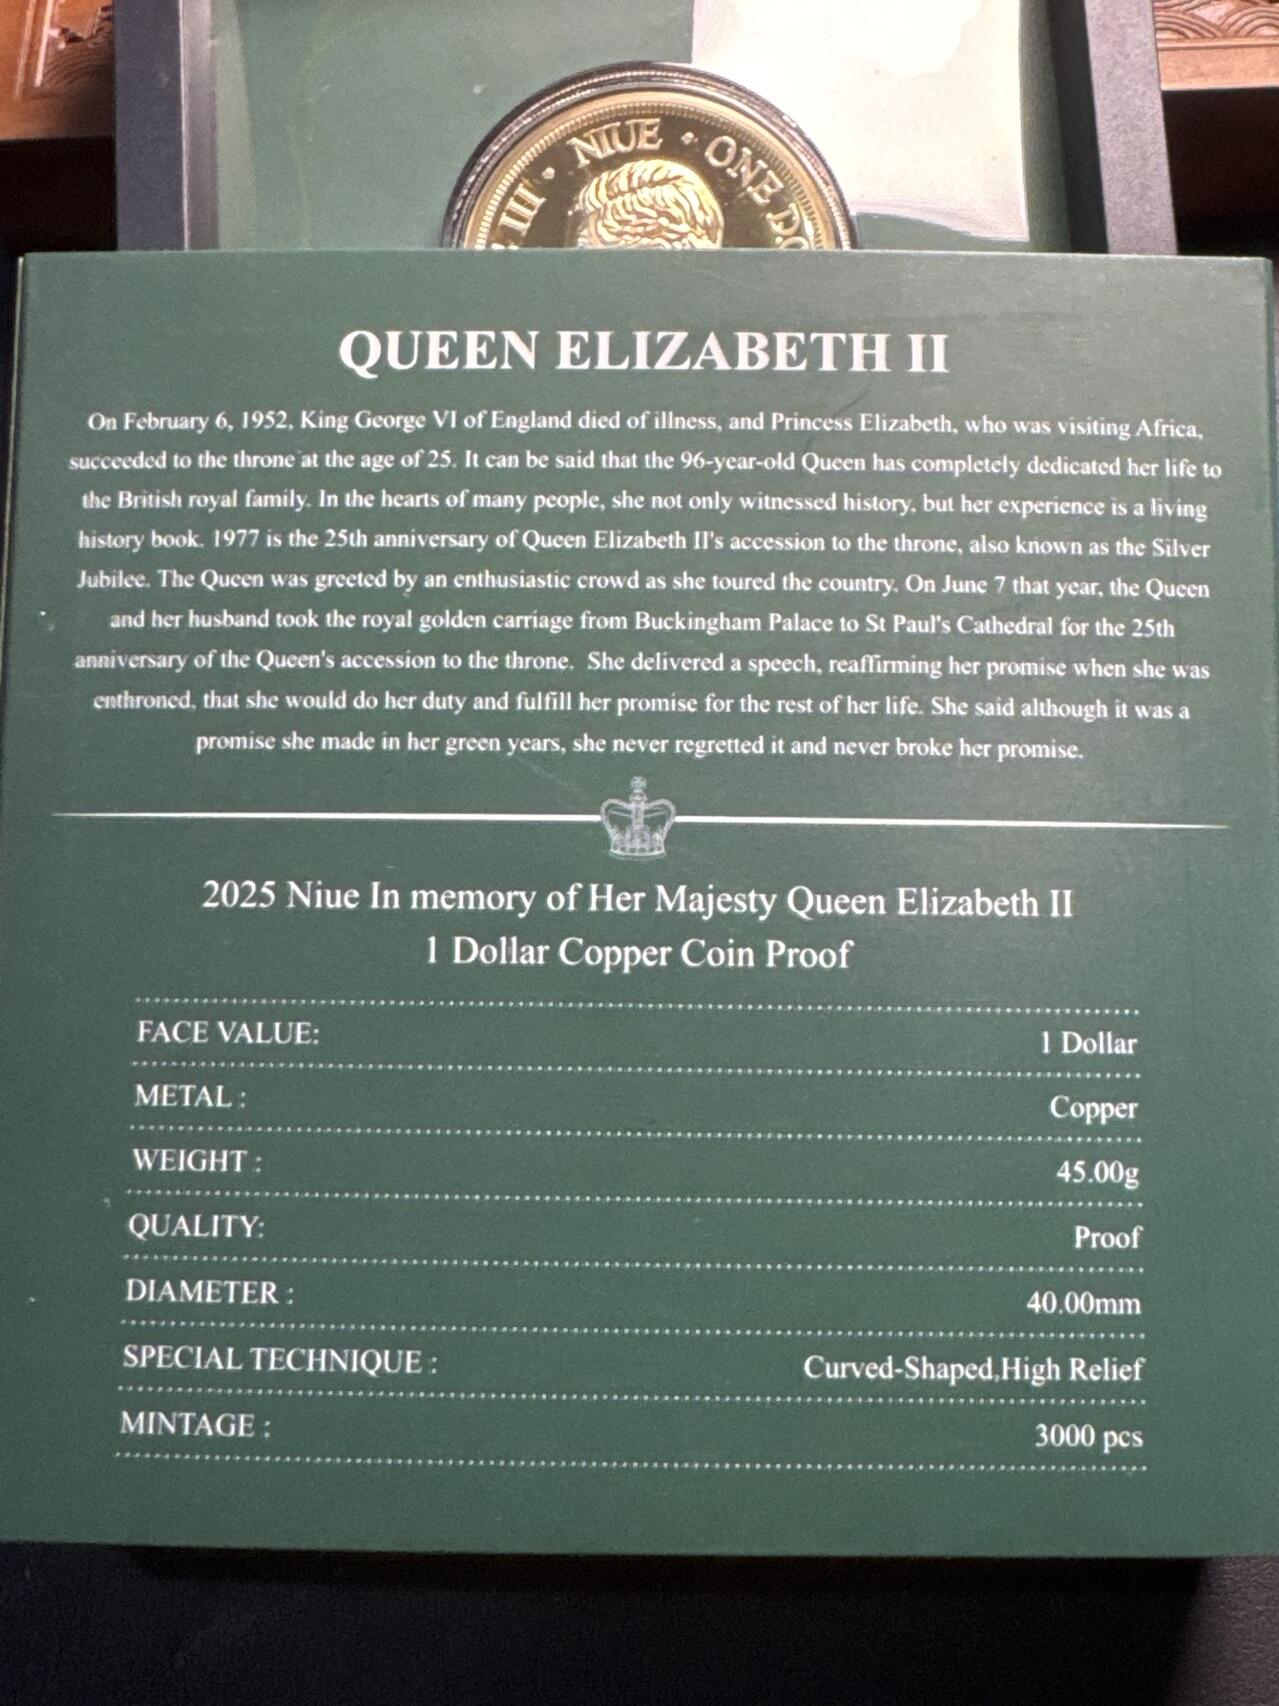 III · NIUE · ONE DO
QUEEN ELIZABETH II
On February 6, 1952, King George VI of England died of illness, and Princess Elizabeth, who was visiting Africa,
succeeded to the throne at the age of 25. It can be said that the 96-year-old Queen has completely dedicated her life to
the British royal family. In the hearts of many people, she not only witnessed history, but her experience is a living
history book. 1977 is the 25th anniversary of Queen Elizabeth II's accession to the throne, also known as the Silver
Jubilee. The Queen was greeted by an enthusiastic crowd as she toured the country. On June 7 that year, the Queen
and her husband took the royal golden carriage from Buckingham Palace to St Paul's Cathedral for the 25th
anniversary of the Queen's accession to the throne. She delivered a speech, reaffirming her promise when she was
enthroned, that she would do her duty and fulfill her promise for the rest of her life. She said although it was a
promise she made in her green years, she never regretted it and never broke her promise.
2025 Niue In memory of Her Majesty Queen Elizabeth II
1 Dollar Copper Coin Proof
FACE VALUE: 1 Dollar
METAL : Copper
WEIGHT : 45.00g
QUALITY: Proof
DIAMETER : 40.00mm
SPECIAL TECHNIQUE : Curved-Shaped,High Relief
MINTAGE : 3000 pcs